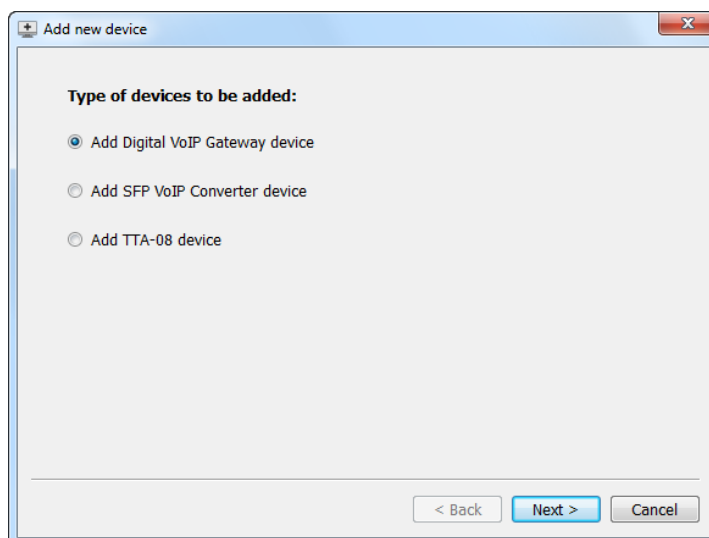 Add new device
Type of devices to be added:
Add Digital VoIP Gateway device
Add SFP VoIP Converter device
Add TTA-08 device
< Back Next > Cancel